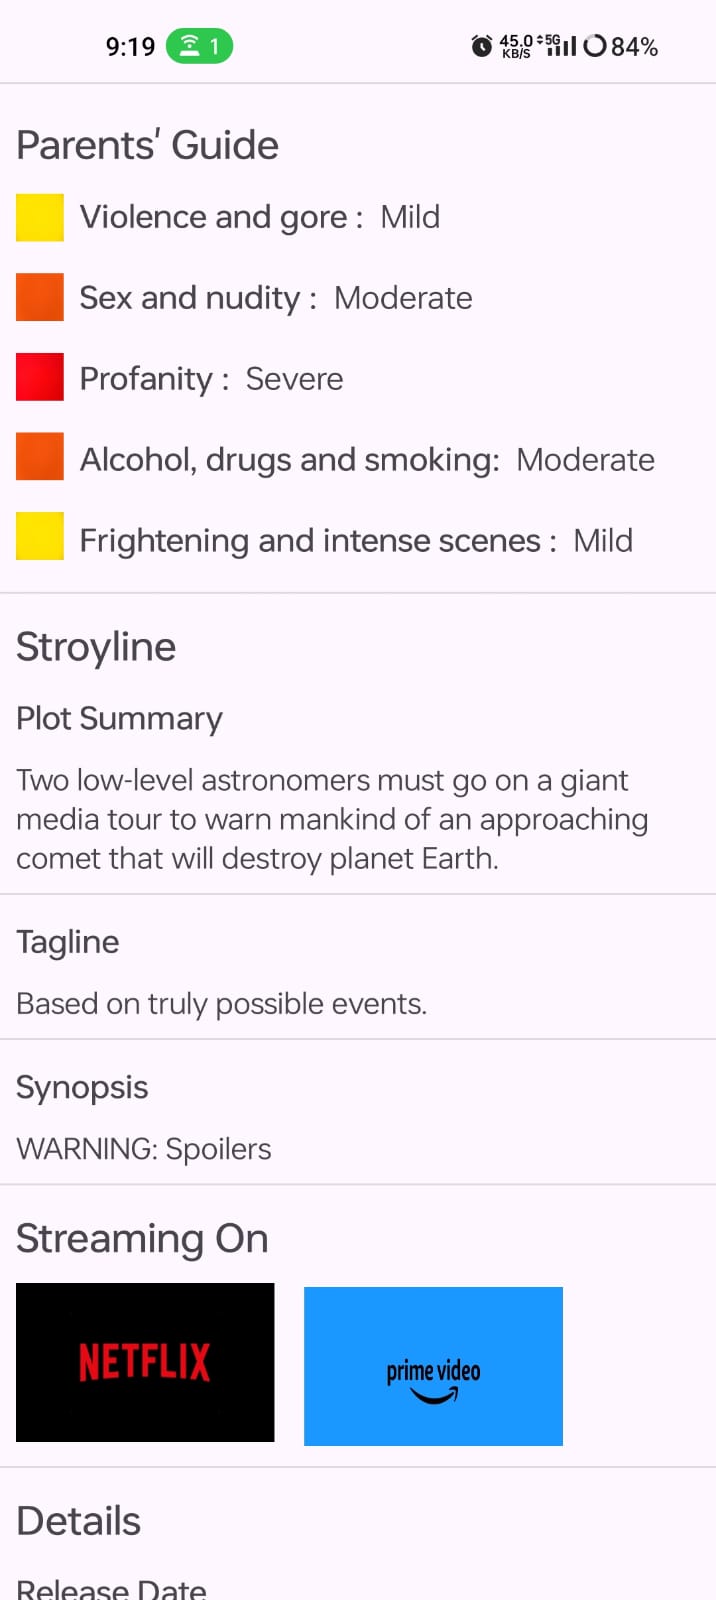 9:19 1 45.0 KB/S 5G 84%
Parents' Guide
Violence and gore : Mild
Sex and nudity : Moderate
Profanity : Severe
Alcohol, drugs and smoking: Moderate
Frightening and intense scenes : Mild
Stroyline
Plot Summary
Two low-level astronomers must go on a giant
media tour to warn mankind of an approaching
comet that will destroy planet Earth.
Tagline
Based on truly possible events.
Synopsis
WARNING: Spoilers
Streaming On
NETFLIX prime video
Details
Release Date